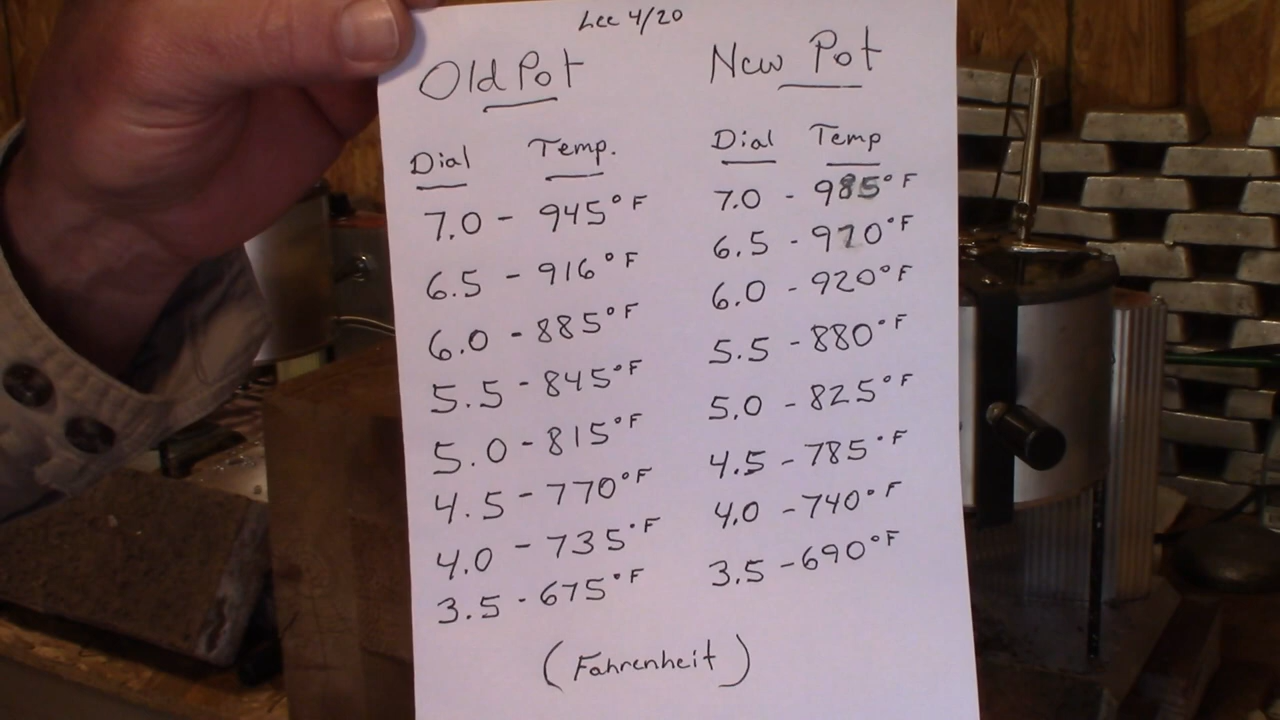 Lee 4/20
Old Pot New Pot
Dial Temp. Dial Temp
7.0 - 945°F 7.0 - 985°F
6.5 - 916°F 6.5 - 970°F
6.0 - 885°F 6.0 - 920°F
5.5 - 845°F 5.5 - 880°F
5.0 - 815°F 5.0 - 825°F
4.5 - 770°F 4.5 - 785°F
4.0 - 735°F 4.0 - 740°F
3.5 - 675°F 3.5 - 690°F
(Fahrenheit)